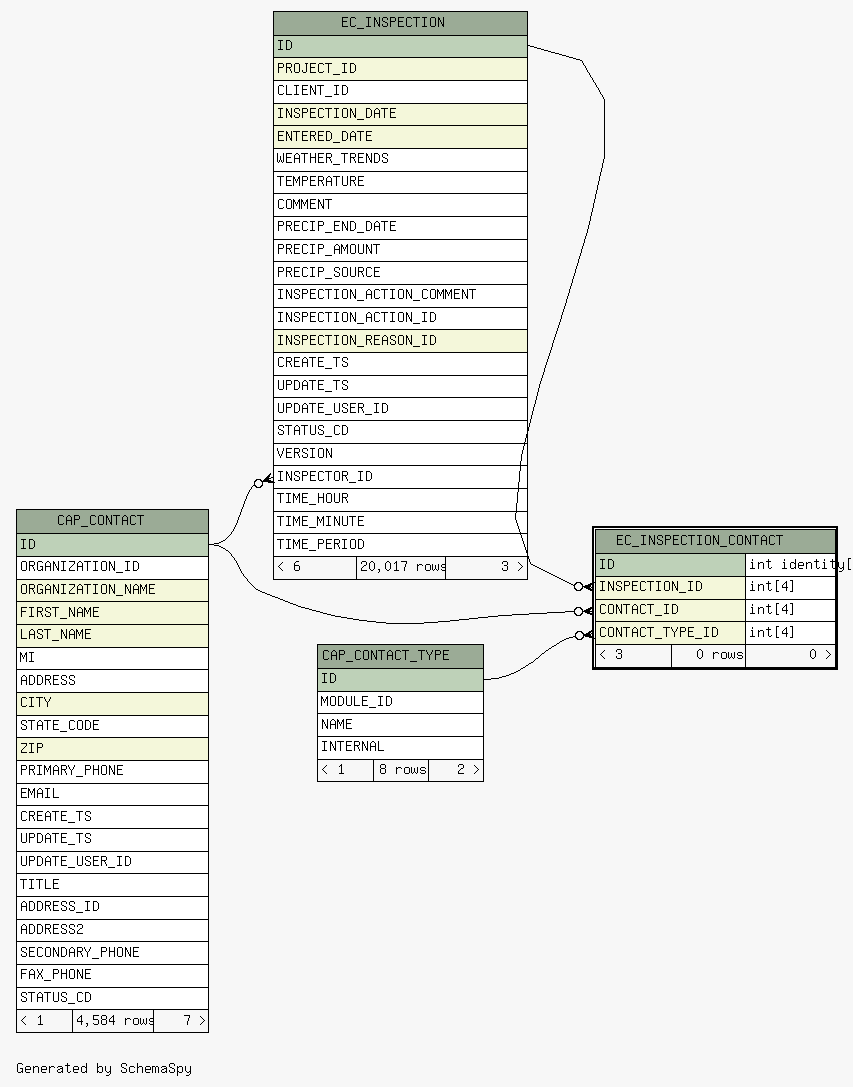 EC_INSPECTION
ID
PROJECT_ID
CLIENT_ID
INSPECTION_DATE
ENTERED_DATE
WEATHER_TRENDS
TEMPERATURE
COMMENT
PRECIP_END_DATE
PRECIP_AMOUNT
PRECIP_SOURCE
INSPECTION_ACTION_COMMENT
INSPECTION_ACTION_ID
INSPECTION_REASON_ID
CREATE_TS
UPDATE_TS
UPDATE_USER_ID
STATUS_CD
VERSION
INSPECTOR_ID
TIME_HOUR
TIME_MINUTE
TIME_PERIOD
< 6 20,017 rows 3 >
CAP_CONTACT
ID
ORGANIZATION_ID
ORGANIZATION_NAME
FIRST_NAME
LAST_NAME
MI
ADDRESS
CITY
STATE_CODE
ZIP
PRIMARY_PHONE
EMAIL
CREATE_TS
UPDATE_TS
UPDATE_USER_ID
TITLE
ADDRESS_ID
ADDRESS2
SECONDARY_PHONE
FAX_PHONE
STATUS_CD
< 1 4,584 rows 7 >
EC_INSPECTION_CONTACT
ID int identity[
INSPECTION_ID int[4]
CONTACT_ID int[4]
CONTACT_TYPE_ID int[4]
< 3 0 rows 0 >
CAP_CONTACT_TYPE
ID
MODULE_ID
NAME
INTERNAL
< 1 8 rows 2 >
Generated by SchemaSpy